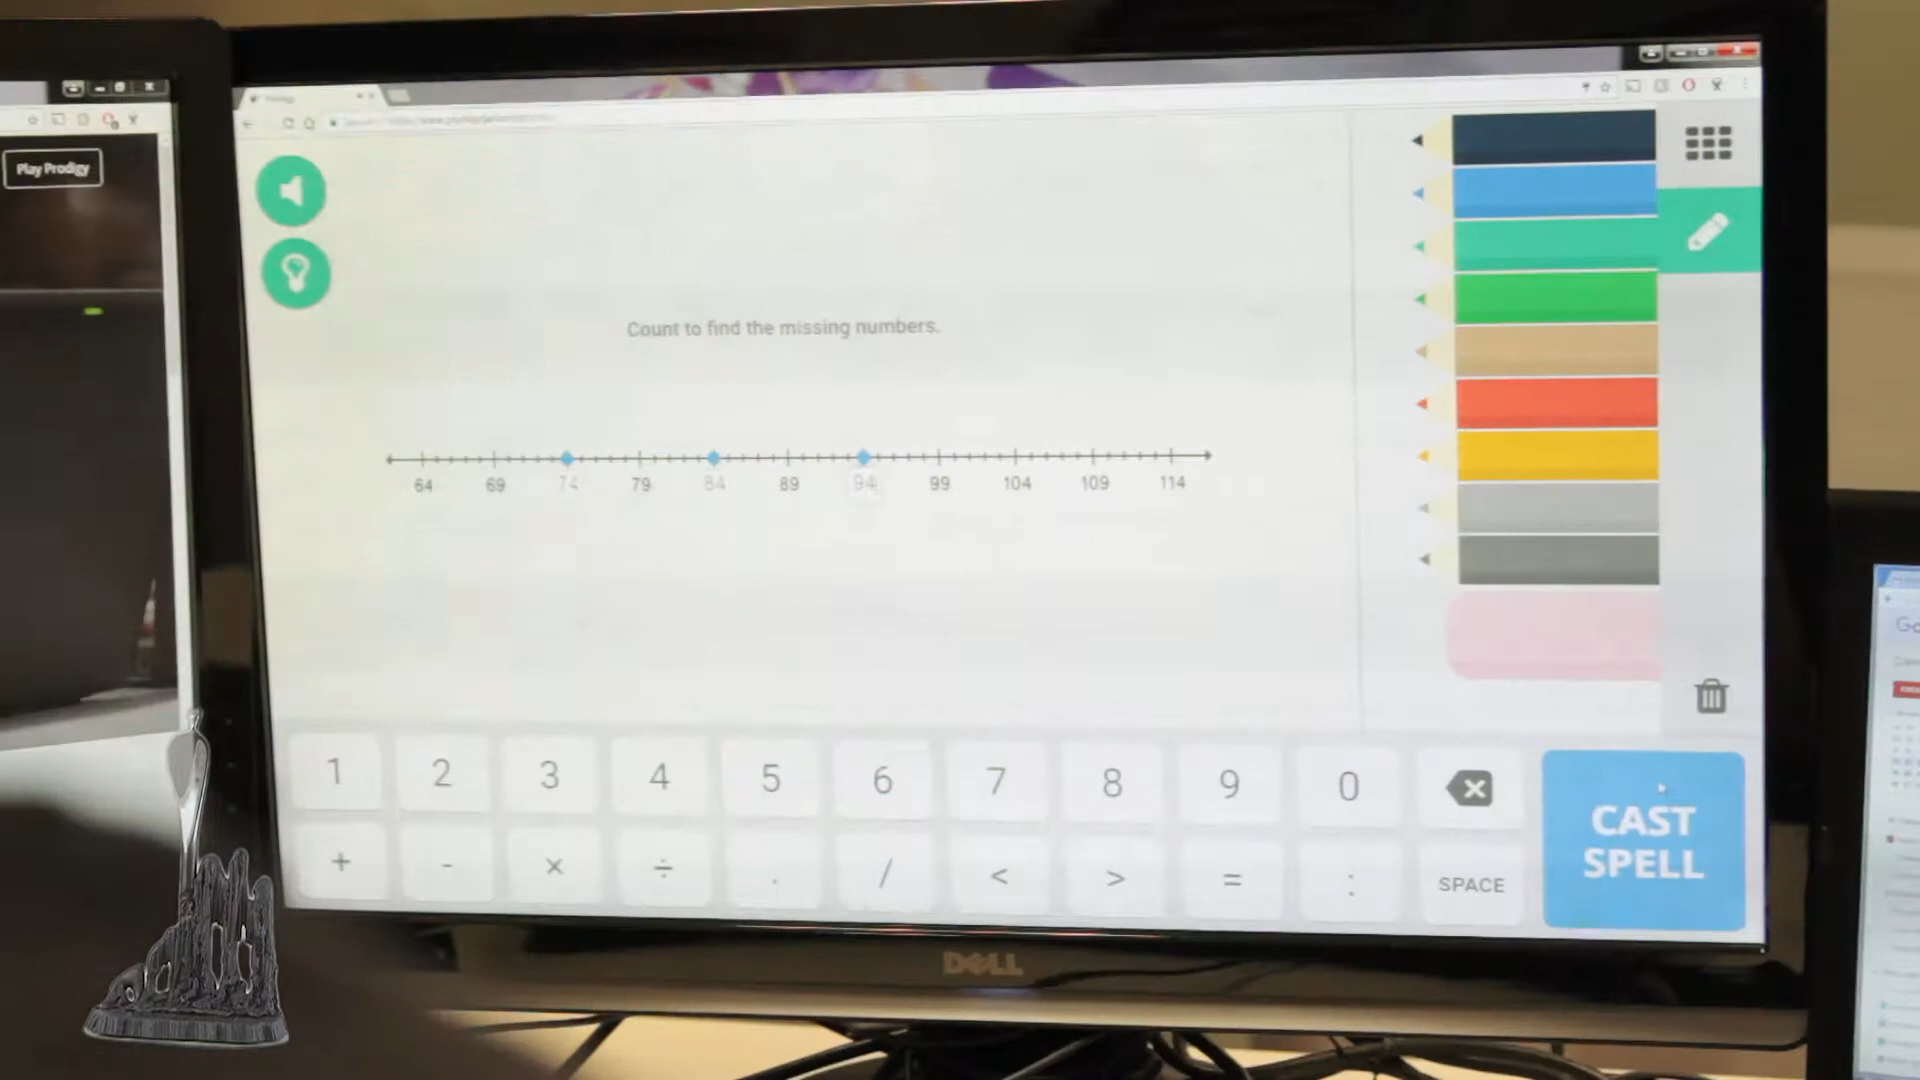 Play Prodigy
Prodigy
Count to find the missing numbers.
64 69 74 79 84 89 94 99 104 109 114
1 2 3 4 5 6 7 8 9 0
+ - × ÷ . / < > = : SPACE
CAST
SPELL
DELL